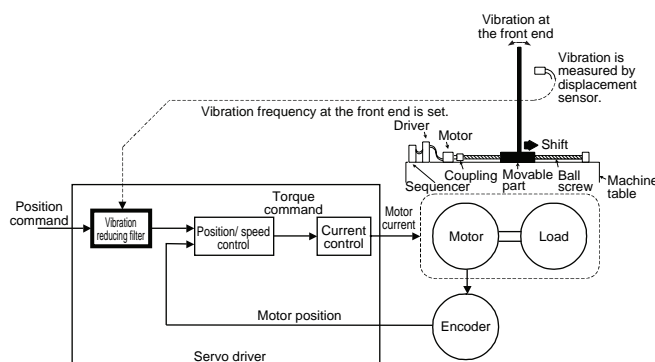 Vibration at
the front end
Vibration is
measured by
displacement
sensor.
Vibration frequency at the front end is set.
Driver
Motor
Shift
Coupling
Movable
part
Ball
screw
Sequencer
Machine
table
Position
command
Vibration
reducing filter
Position/ speed
control
Torque
command
Current
control
Motor
current
Motor
Load
Motor position
Encoder
Servo driver